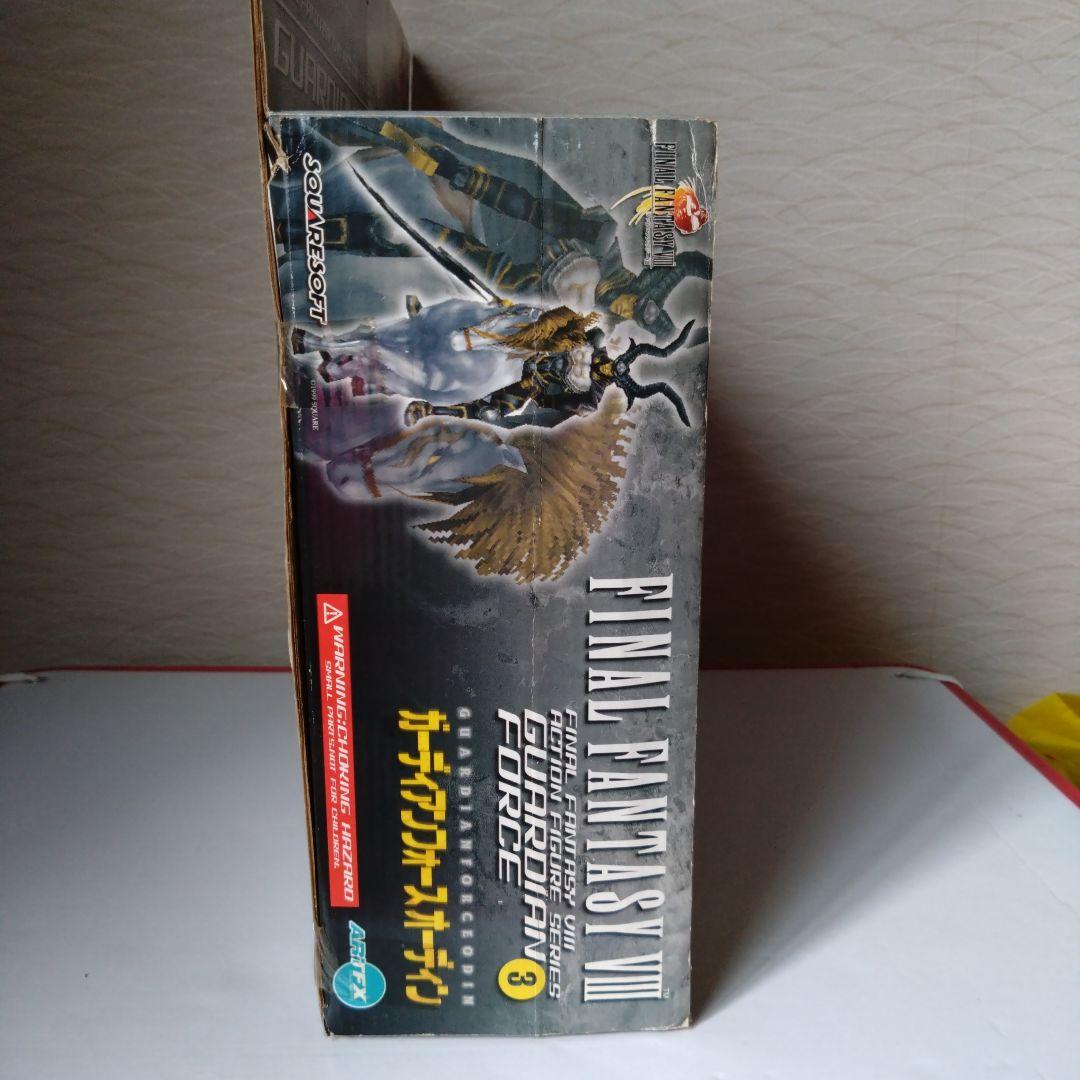 GUARDIA
FINAL FANTASY VIII
SQUARESOFT
©1999 SQUARE
FINAL FANTASY VIII
TM
FINAL FANTASY VIII
ACTION FIGURE SERIES
GUARDIAN 3
FORCE
GUARDIANFORCEODIN
ガーディアンフォースオーディン
WARNING:CHOKING HAZARD
SMALL PARTS.NOT FOR CHILDREN.
ARTFX